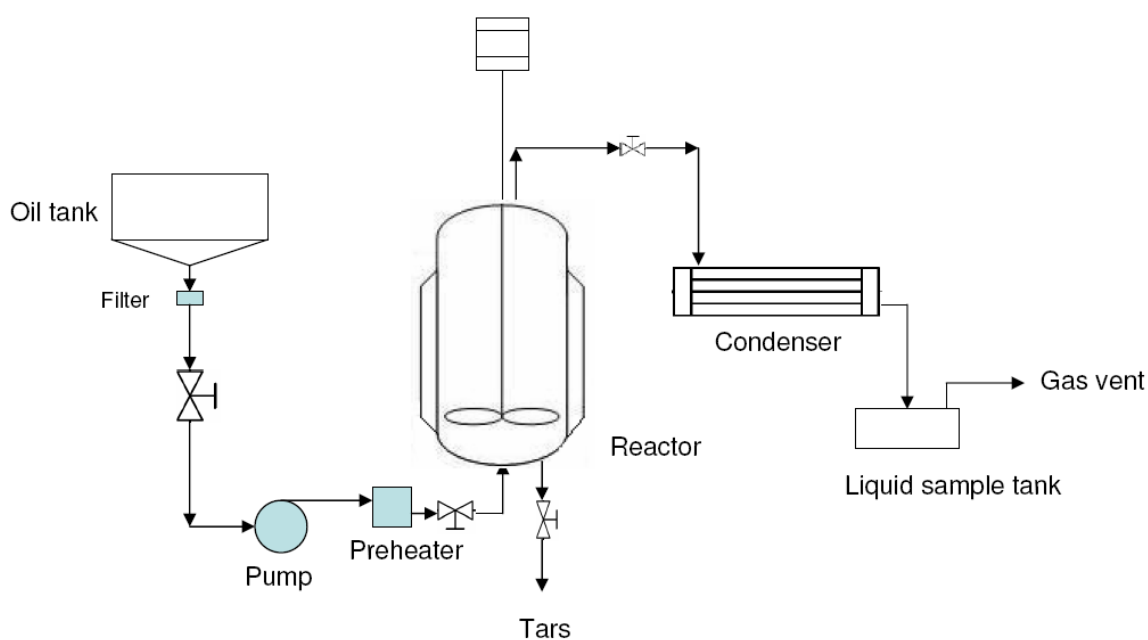 Oil tank
Filter
Pump
Preheater
Reactor
Tars
Condenser
Gas vent
Liquid sample tank